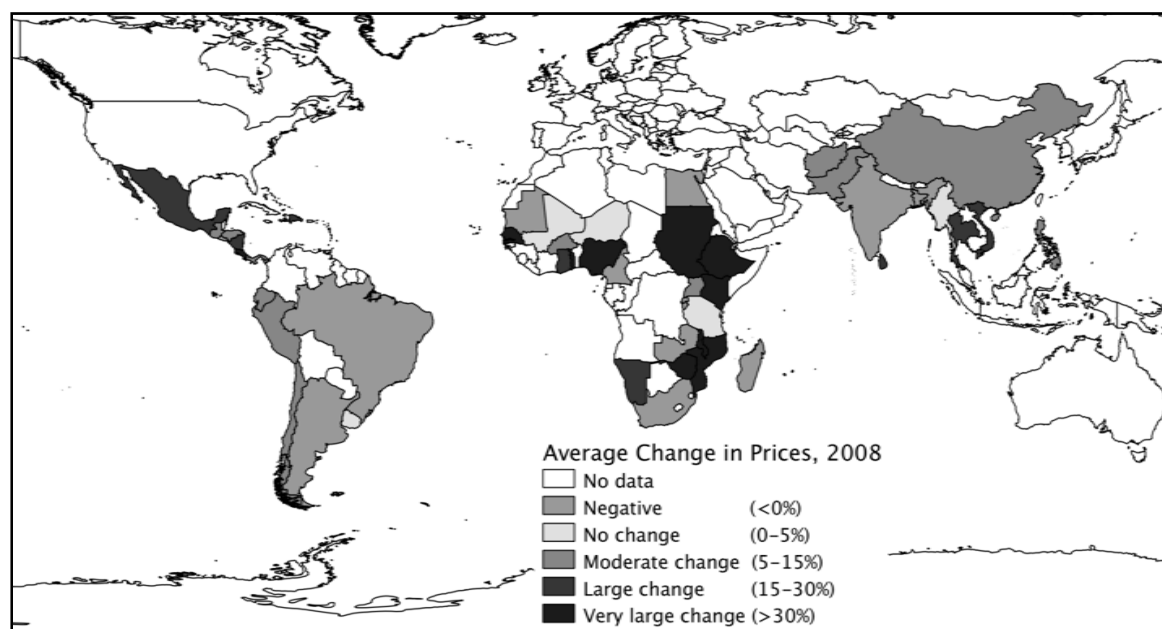 Average Change in Prices, 2008
No data
Negative (<0%)
No change (0-5%)
Moderate change (5-15%)
Large change (15-30%)
Very large change (>30%)